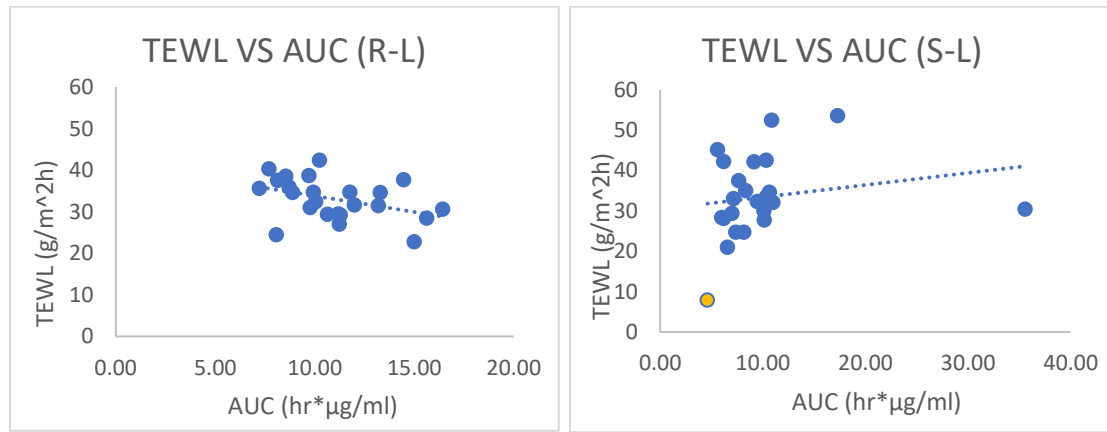 TEWL VS AUC (R-L)
60
50
40
30
20
10
0
TEWL (g/m^2h)
0.00 5.00 10.00 15.00 20.00
AUC (hr*µg/ml)
TEWL VS AUC (S-L)
60
50
40
30
20
10
0
TEWL (g/m^2h)
0.00 10.00 20.00 30.00 40.00
AUC (hr*µg/ml)